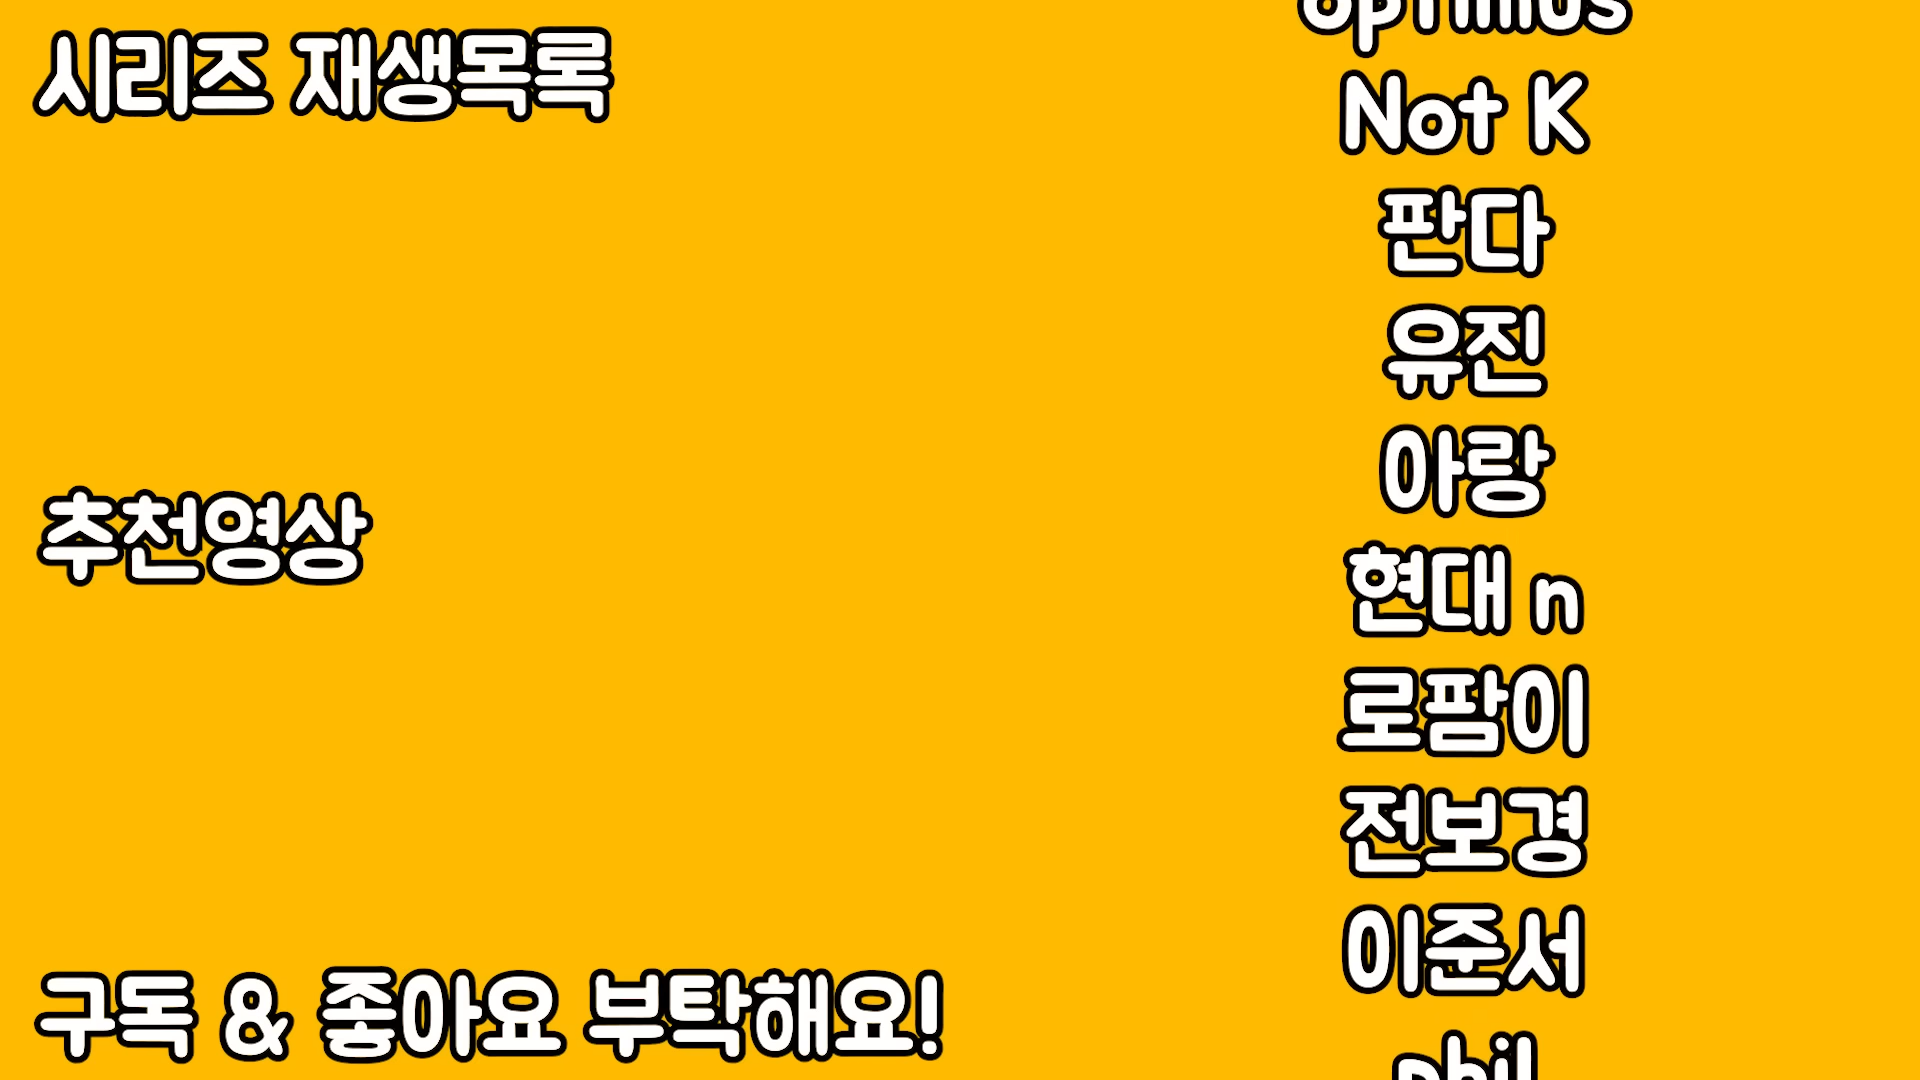 시리즈 재생목록
추천영상
구독 & 좋아요 부탁해요!
optimus
Not K
판다
유진
아랑
현대 n
로팜이
전보경
이준서
phil